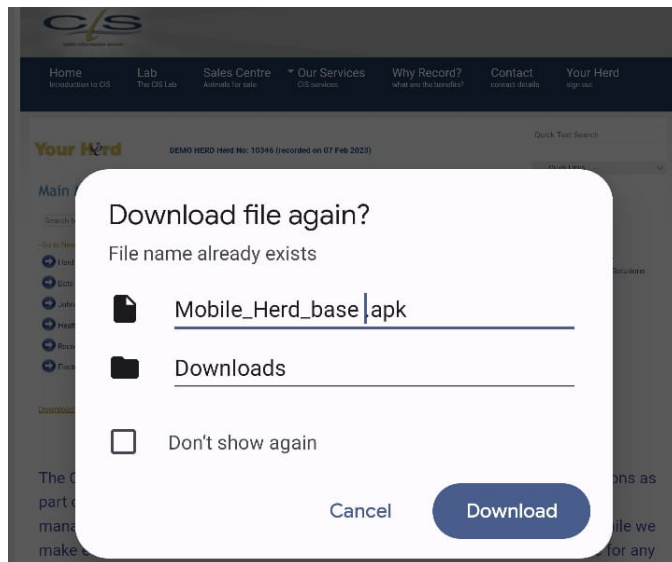 CIS
Home
Lab
Sales Centre
Our Services
Why Record?
Contact
Your Herd
Introduction to CIS
The CIS Lab
Animals for sale
CIS services
what are the benefits?
contact details
sign out
Quick Text Search
Your Herd
DEMO HERD Herd No: 10346 (recorded on 07 Feb 2023)
Main
Download file again?
File name already exists
Mobile_Herd_base .apk
Downloads
Don't show again
Cancel
Download
The
ons as
part
mana
ile we
make
for any